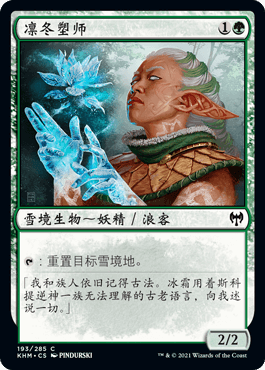 凛冬塑师 1
雪境生物～妖精／浪客
：重置目标雪境地。
「我和族人依旧记得古法。冰霜用着斯科
提逆神一族无法理解的古老语言，向我述
说一切。」
2/2
193/285 C
KHM • CS PINDURSKI
™ & © 2021 Wizards of the Coast